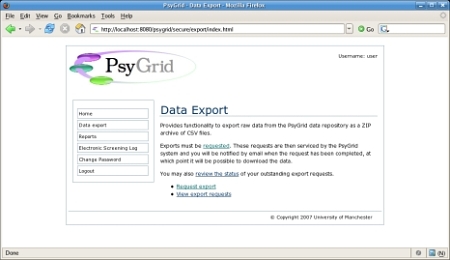 PsyGrid - Data Export - Mozilla Firefox
File Edit View Go Bookmarks Tools Help
http://localhost:8080/psygrid/secure/export/index.html
Go
PsyGrid
Username: user
Home
Data export
Reports
Electronic Screening Log
Change Password
Logout
Data Export
Provides functionality to export raw data from the PsyGrid data repository as a ZIP
archive of CSV files.
Exports must be requested. These requests are then serviced by the PsyGrid
system and you will be notified by email when the request has been completed, at
which point it will be possible to download the data.
You may also review the status of your outstanding export requests.
Request export
View export requests
© Copyright 2007 University of Manchester
Done